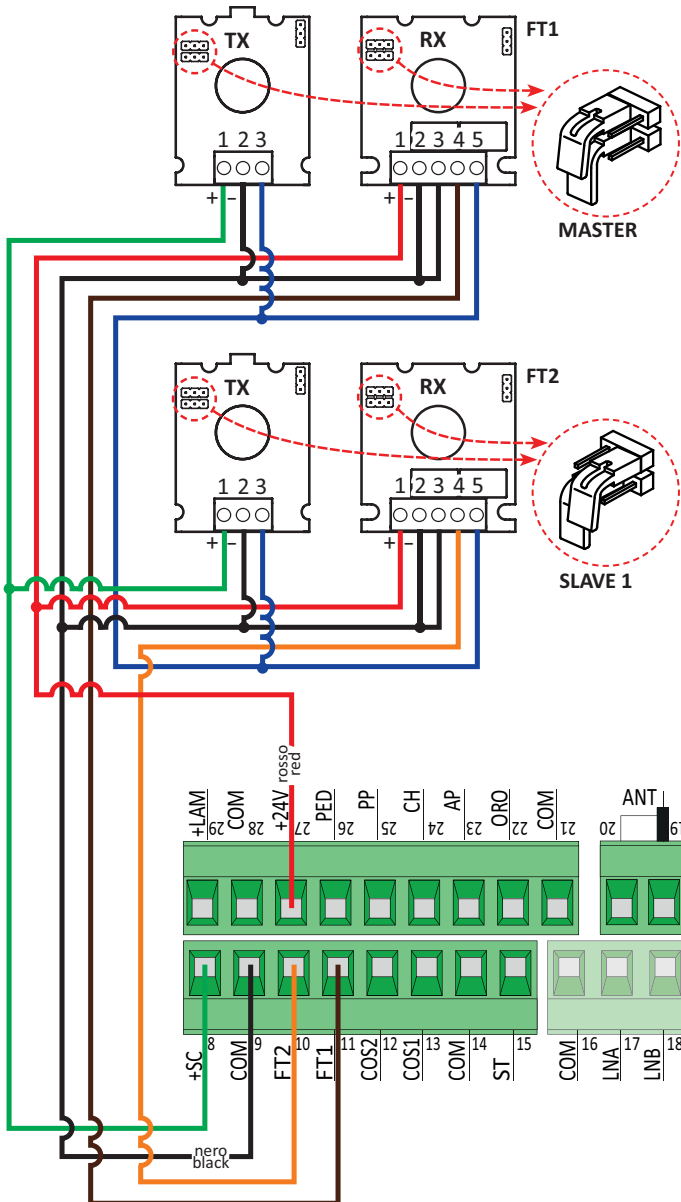 TX RX FT1
1 2 3 1 2 3 4 5
+ − + −
MASTER
TX RX FT2
1 2 3 1 2 3 4 5
+ − + −
SLAVE 1
rosso
red
+LAM COM +24V PED PP CH AP ORO COM ANT
29 28 27 26 25 24 23 22 21 20 19
8 9 10 11 12 13 14 15 16 17 18
+SC COM FT2 FT1 COS2 COS1 COM ST COM LNA LNB
nero
black